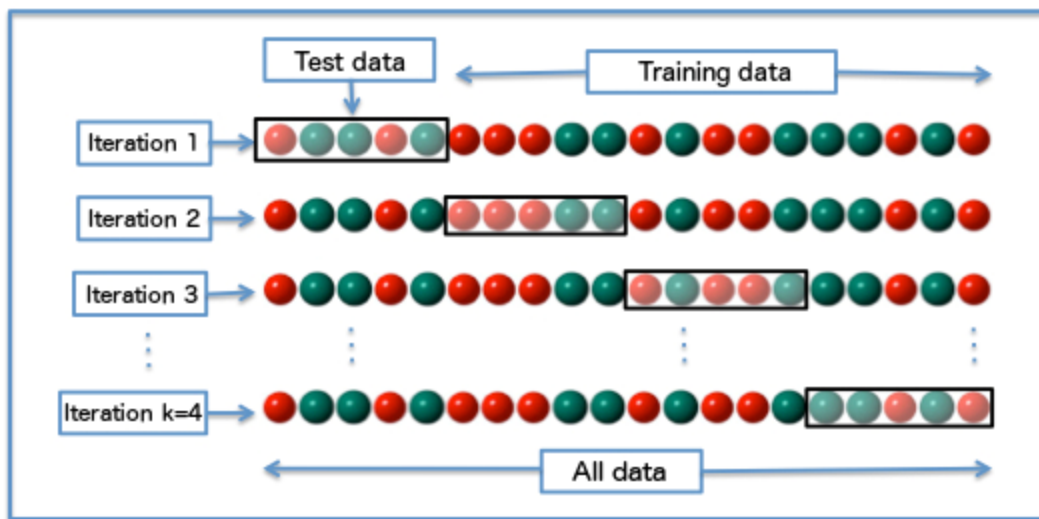 Test data
Training data
Iteration 1
Iteration 2
Iteration 3
Iteration k=4
All data